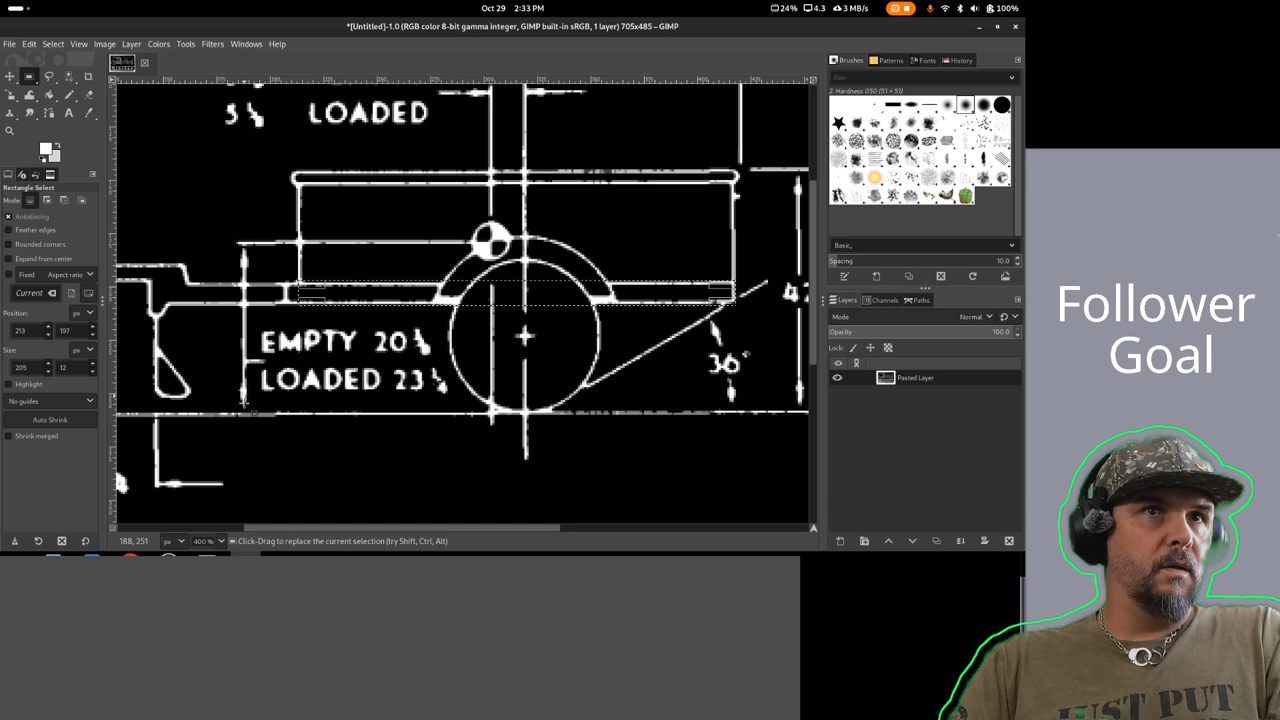 Oct 29 2:33 PM
24% 4.3 3 MB/s 100%
*[Untitled]-1.0 (RGB color 8-bit gamma integer, GIMP built-in sRGB, 1 layer) 705x485 – GIMP
File Edit Select View Image Layer Colors Tools Filters Windows Help
Rectangle Select
Mode:
Antialiasing
Feather edges
Rounded corners
Expand from center
Fixed Aspect ratio
Current
Position: px
213 197
Size: px
205 12
Highlight
No guides
Auto Shrink
Shrink merged
LOADED
EMPTY 20
LOADED 23
36°
188, 251 px 400 % Click-Drag to replace the current selection (try Shift, Ctrl, Alt)
Brushes Patterns Fonts History
filter
2. Hardness 050 (51 × 51)
Basic,
Spacing 10.0
Layers Channels Paths
Mode Normal
Opacity 100.0
Lock:
Pasted Layer
Follower
Goal
JUST PUT